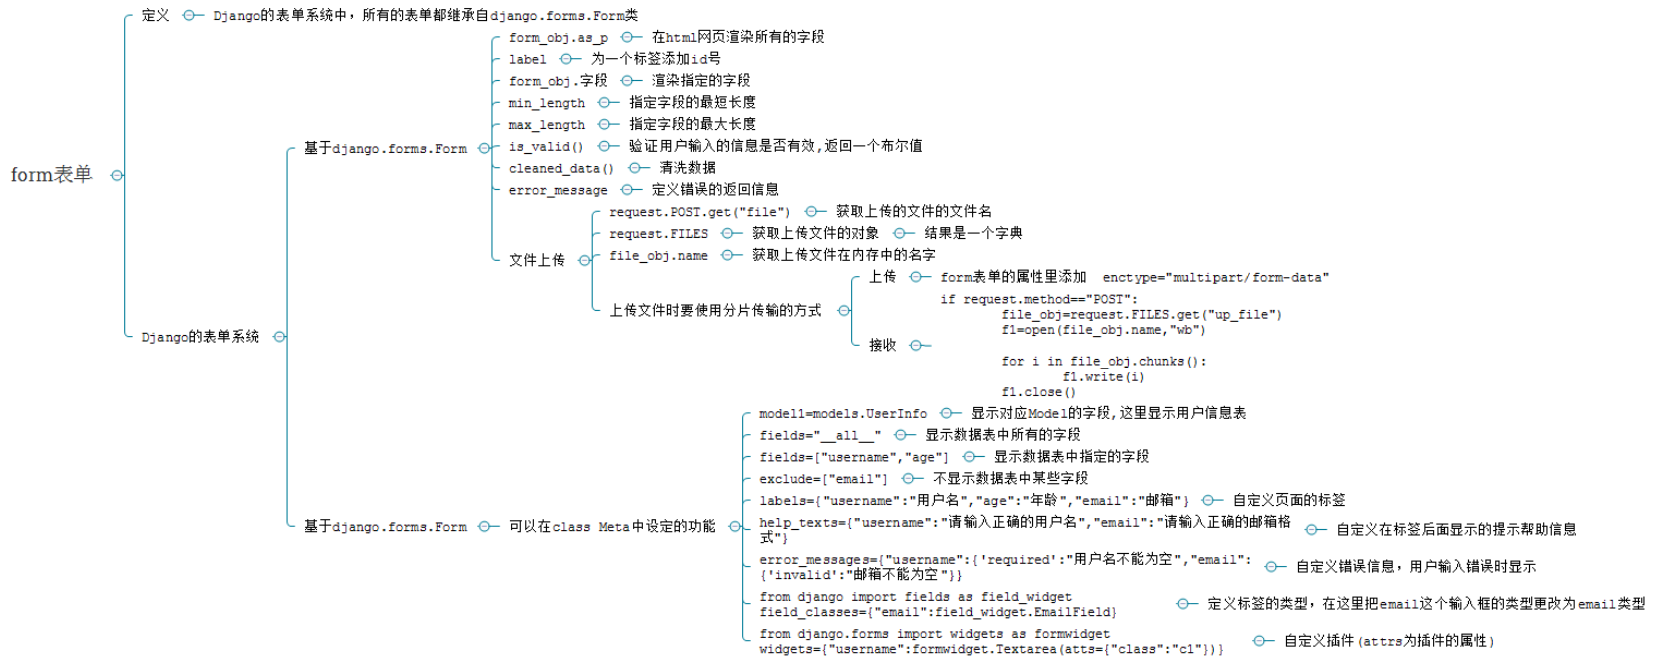 form表单
定义
Django的表单系统中，所有的表单都继承自django.forms.Form类
Django的表单系统
基于django.forms.Form
form_obj.as_p
在html网页渲染所有的字段
label
为一个标签添加id号
form_obj.字段
渲染指定的字段
min_length
指定字段的最短长度
max_length
指定字段的最大长度
is_valid()
验证用户输入的信息是否有效,返回一个布尔值
cleaned_data()
清洗数据
error_message
定义错误的返回信息
文件上传
request.POST.get("file")
获取上传的文件的文件名
request.FILES
获取上传文件的对象
结果是一个字典
file_obj.name
获取上传文件在内存中的名字
上传文件时要使用分片传输的方式
上传
form表单的属性里添加  enctype="multipart/form-data"
接收
if request.method=="POST":
file_obj=request.FILES.get("up_file")
f1=open(file_obj.name,"wb")
for i in file_obj.chunks():
f1.write(i)
f1.close()
基于django.forms.Form
可以在class Meta中设定的功能
model1=models.UserInfo
显示对应Model的字段,这里显示用户信息表
fields="__all__"
显示数据表中所有的字段
fields=["username","age"]
显示数据表中指定的字段
exclude=["email"]
不显示数据表中某些字段
labels={"username":"用户名","age":"年龄","email":"邮箱"}
自定义页面的标签
help_texts={"username":"请输入正确的用户名","email":"请输入正确的邮箱格
式"}
自定义在标签后面显示的提示帮助信息
error_messages={"username":{'required':"用户名不能为空","email":
{'invalid':"邮箱不能为空"}}
自定义错误信息，用户输入错误时显示
from django import fields as field_widget
field_classes={"email":field_widget.EmailField}
定义标签的类型，在这里把email这个输入框的类型更改为email类型
from django.forms import widgets as formwidget
widgets={"username":formwidget.Textarea(atts={"class":"c1"})}
自定义插件(attrs为插件的属性)